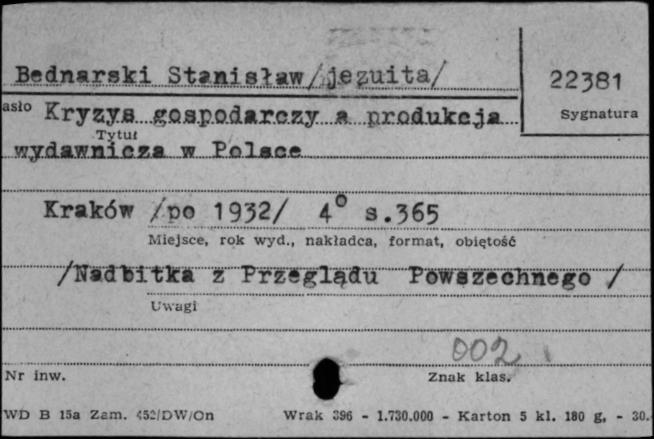 Bednarski Stanisław /jezuita/
22381
Sygnatura
asło Kryzys gospodarczy a produkcja
Tytuł
wydawnicza w Polsce
Kraków /po 1932/ 4° s.365
Miejsce, rok wyd., nakładca, format, objętość
/Nadbitka z Przeglądu Powszechnego /
Uwagi
002
Nr inw.
Znak klas.
WD B 15a Zam. 452/DW/On Wrak 396 - 1.730.000 - Karton 5 kl. 180 g, - 30.